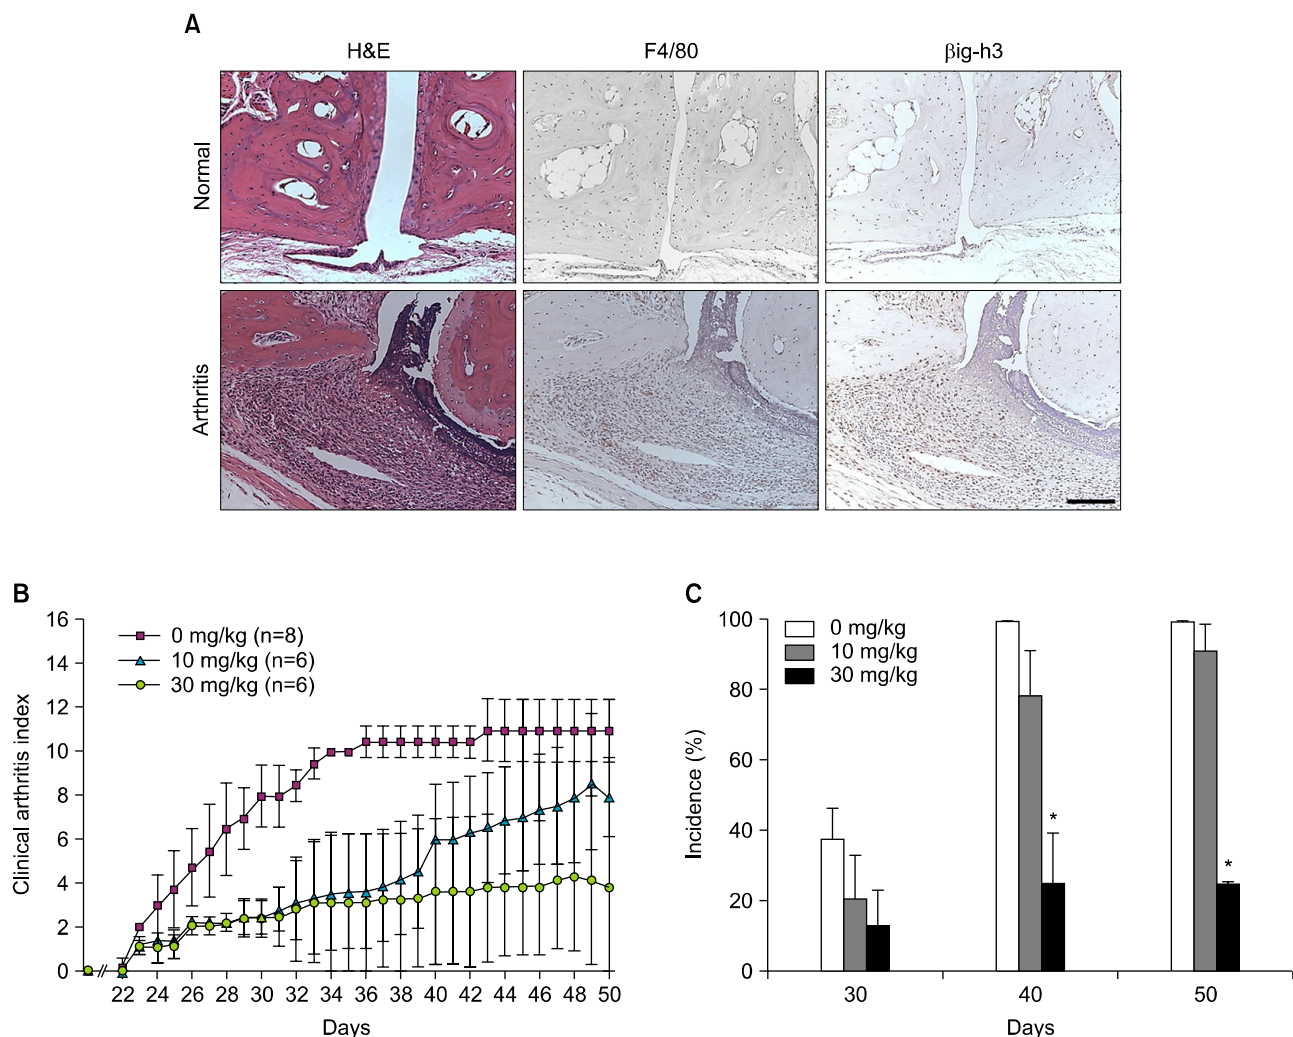 A
H&E
F4/80
βig-h3
Normal
Arthritis
B
16
14
12
10
8
6
4
2
0
Clinical arthritis index
0 mg/kg (n=8)
10 mg/kg (n=6)
30 mg/kg (n=6)
22 24 26 28 30 32 34 36 38 40 42 44 46 48 50
Days
C
100
80
60
40
20
0
Incidence (%)
0 mg/kg
10 mg/kg
30 mg/kg
*
*
30 40 50
Days